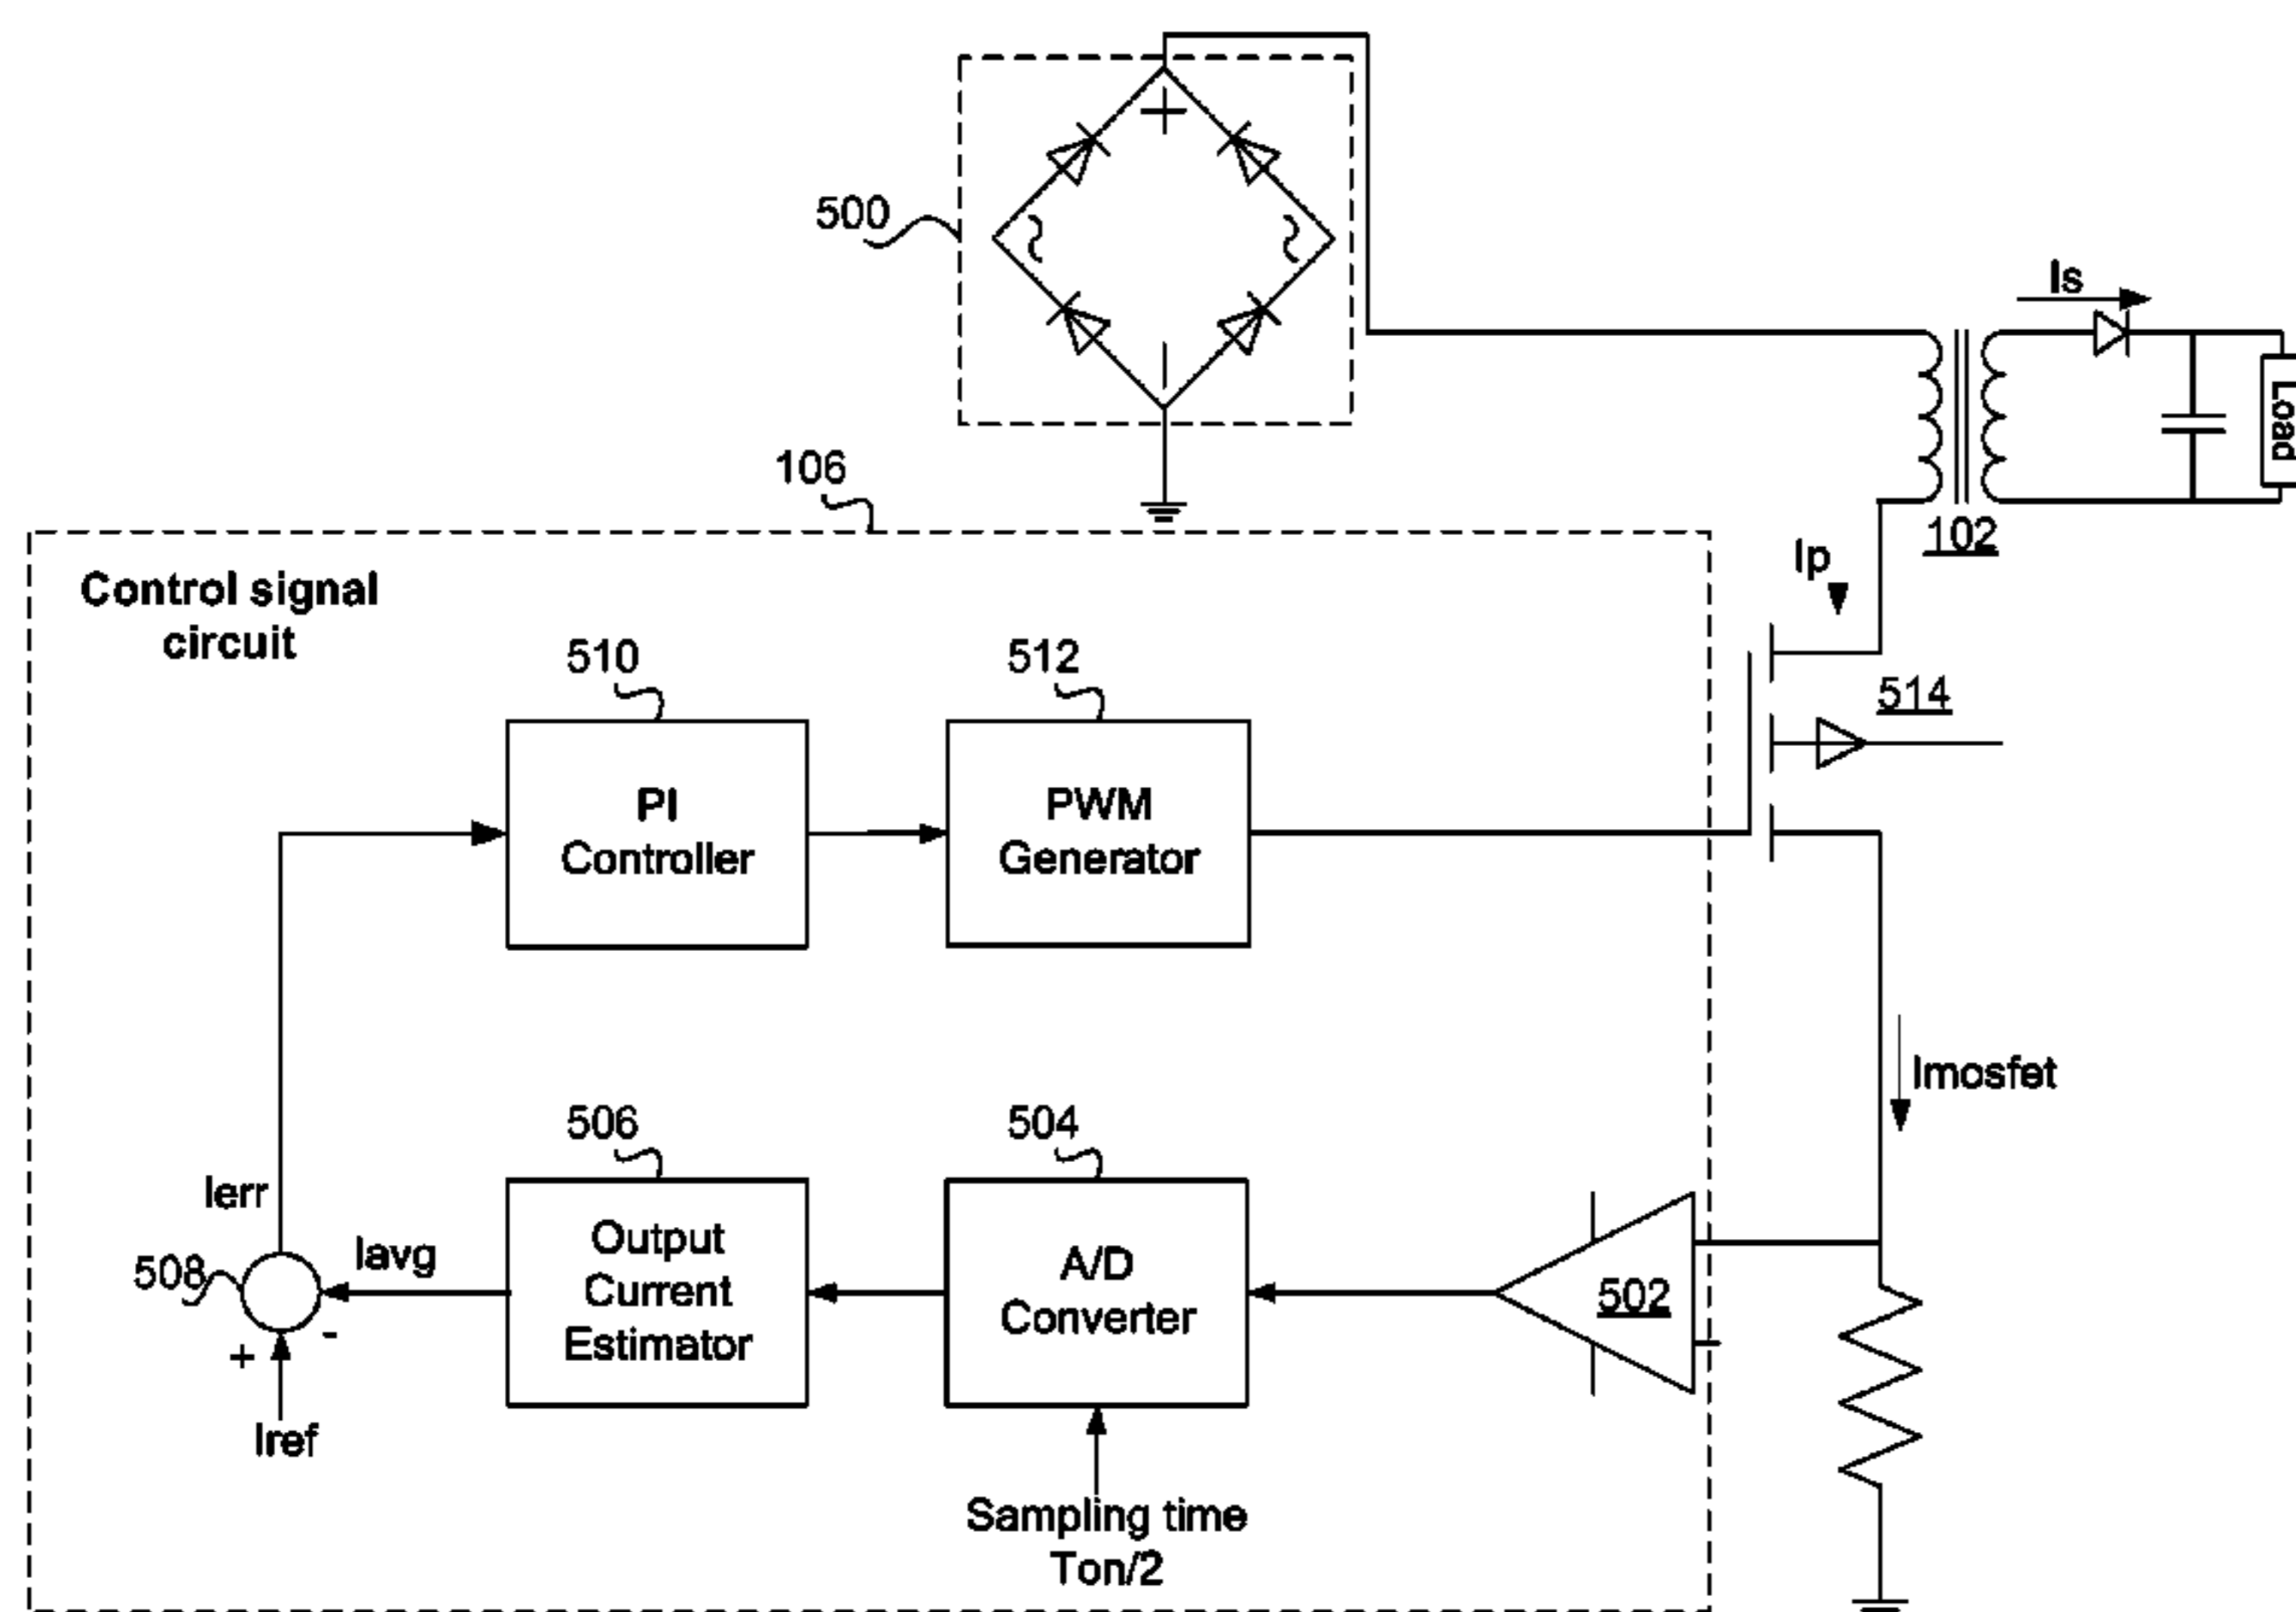 500
Is
Load
106
102
Ip
Control signal
circuit
510
512
514
PI
Controller
PWM
Generator
Imosfet
506
504
Ierr
Iavg
508
Output
Current
Estimator
A/D
Converter
502
+
-
Iref
Sampling time
Ton/2